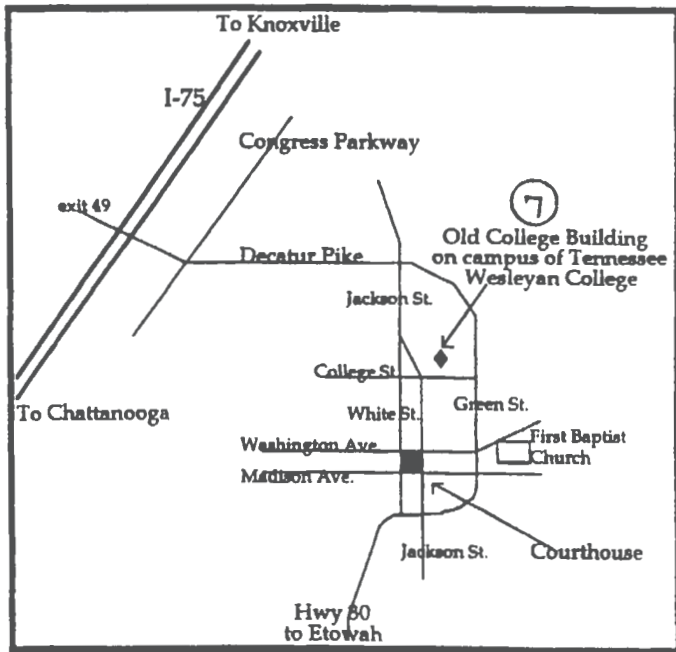 To Knoxville
I-75
Congress Parkway
exit 49
7
Old College Building
on campus of Tennessee
Wesleyan College
Decatur Pike
Jackson St.
College St.
To Chattanooga
White St.
Green St.
Washington Ave.
First Baptist
Church
Madison Ave.
Jackson St.
Courthouse
Hwy 30
to Etowah